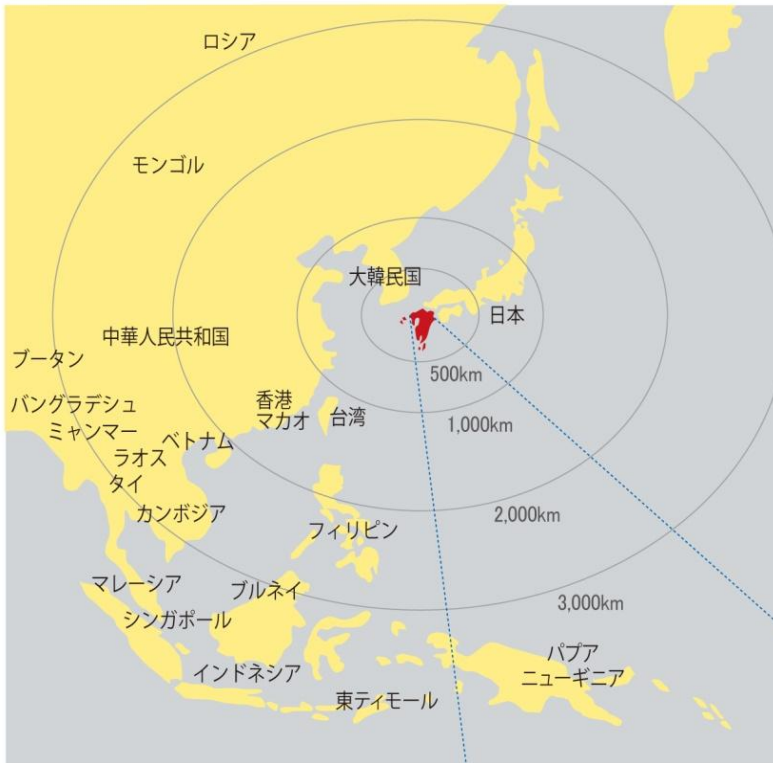 ロシア
モンゴル
大韓民国
日本
中華人民共和国
ブータン
500km
バングラデシュ
香港
マカオ
台湾
1,000km
ミャンマー
ベトナム
ラオス
タイ
カンボジア
2,000km
フィリピン
マレーシア
ブルネイ
3,000km
シンガポール
インドネシア
パプア
ニューギニア
東ティモール